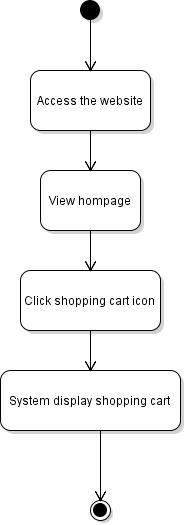 Access the website
View hompage
Click shopping cart icon
System display shopping cart